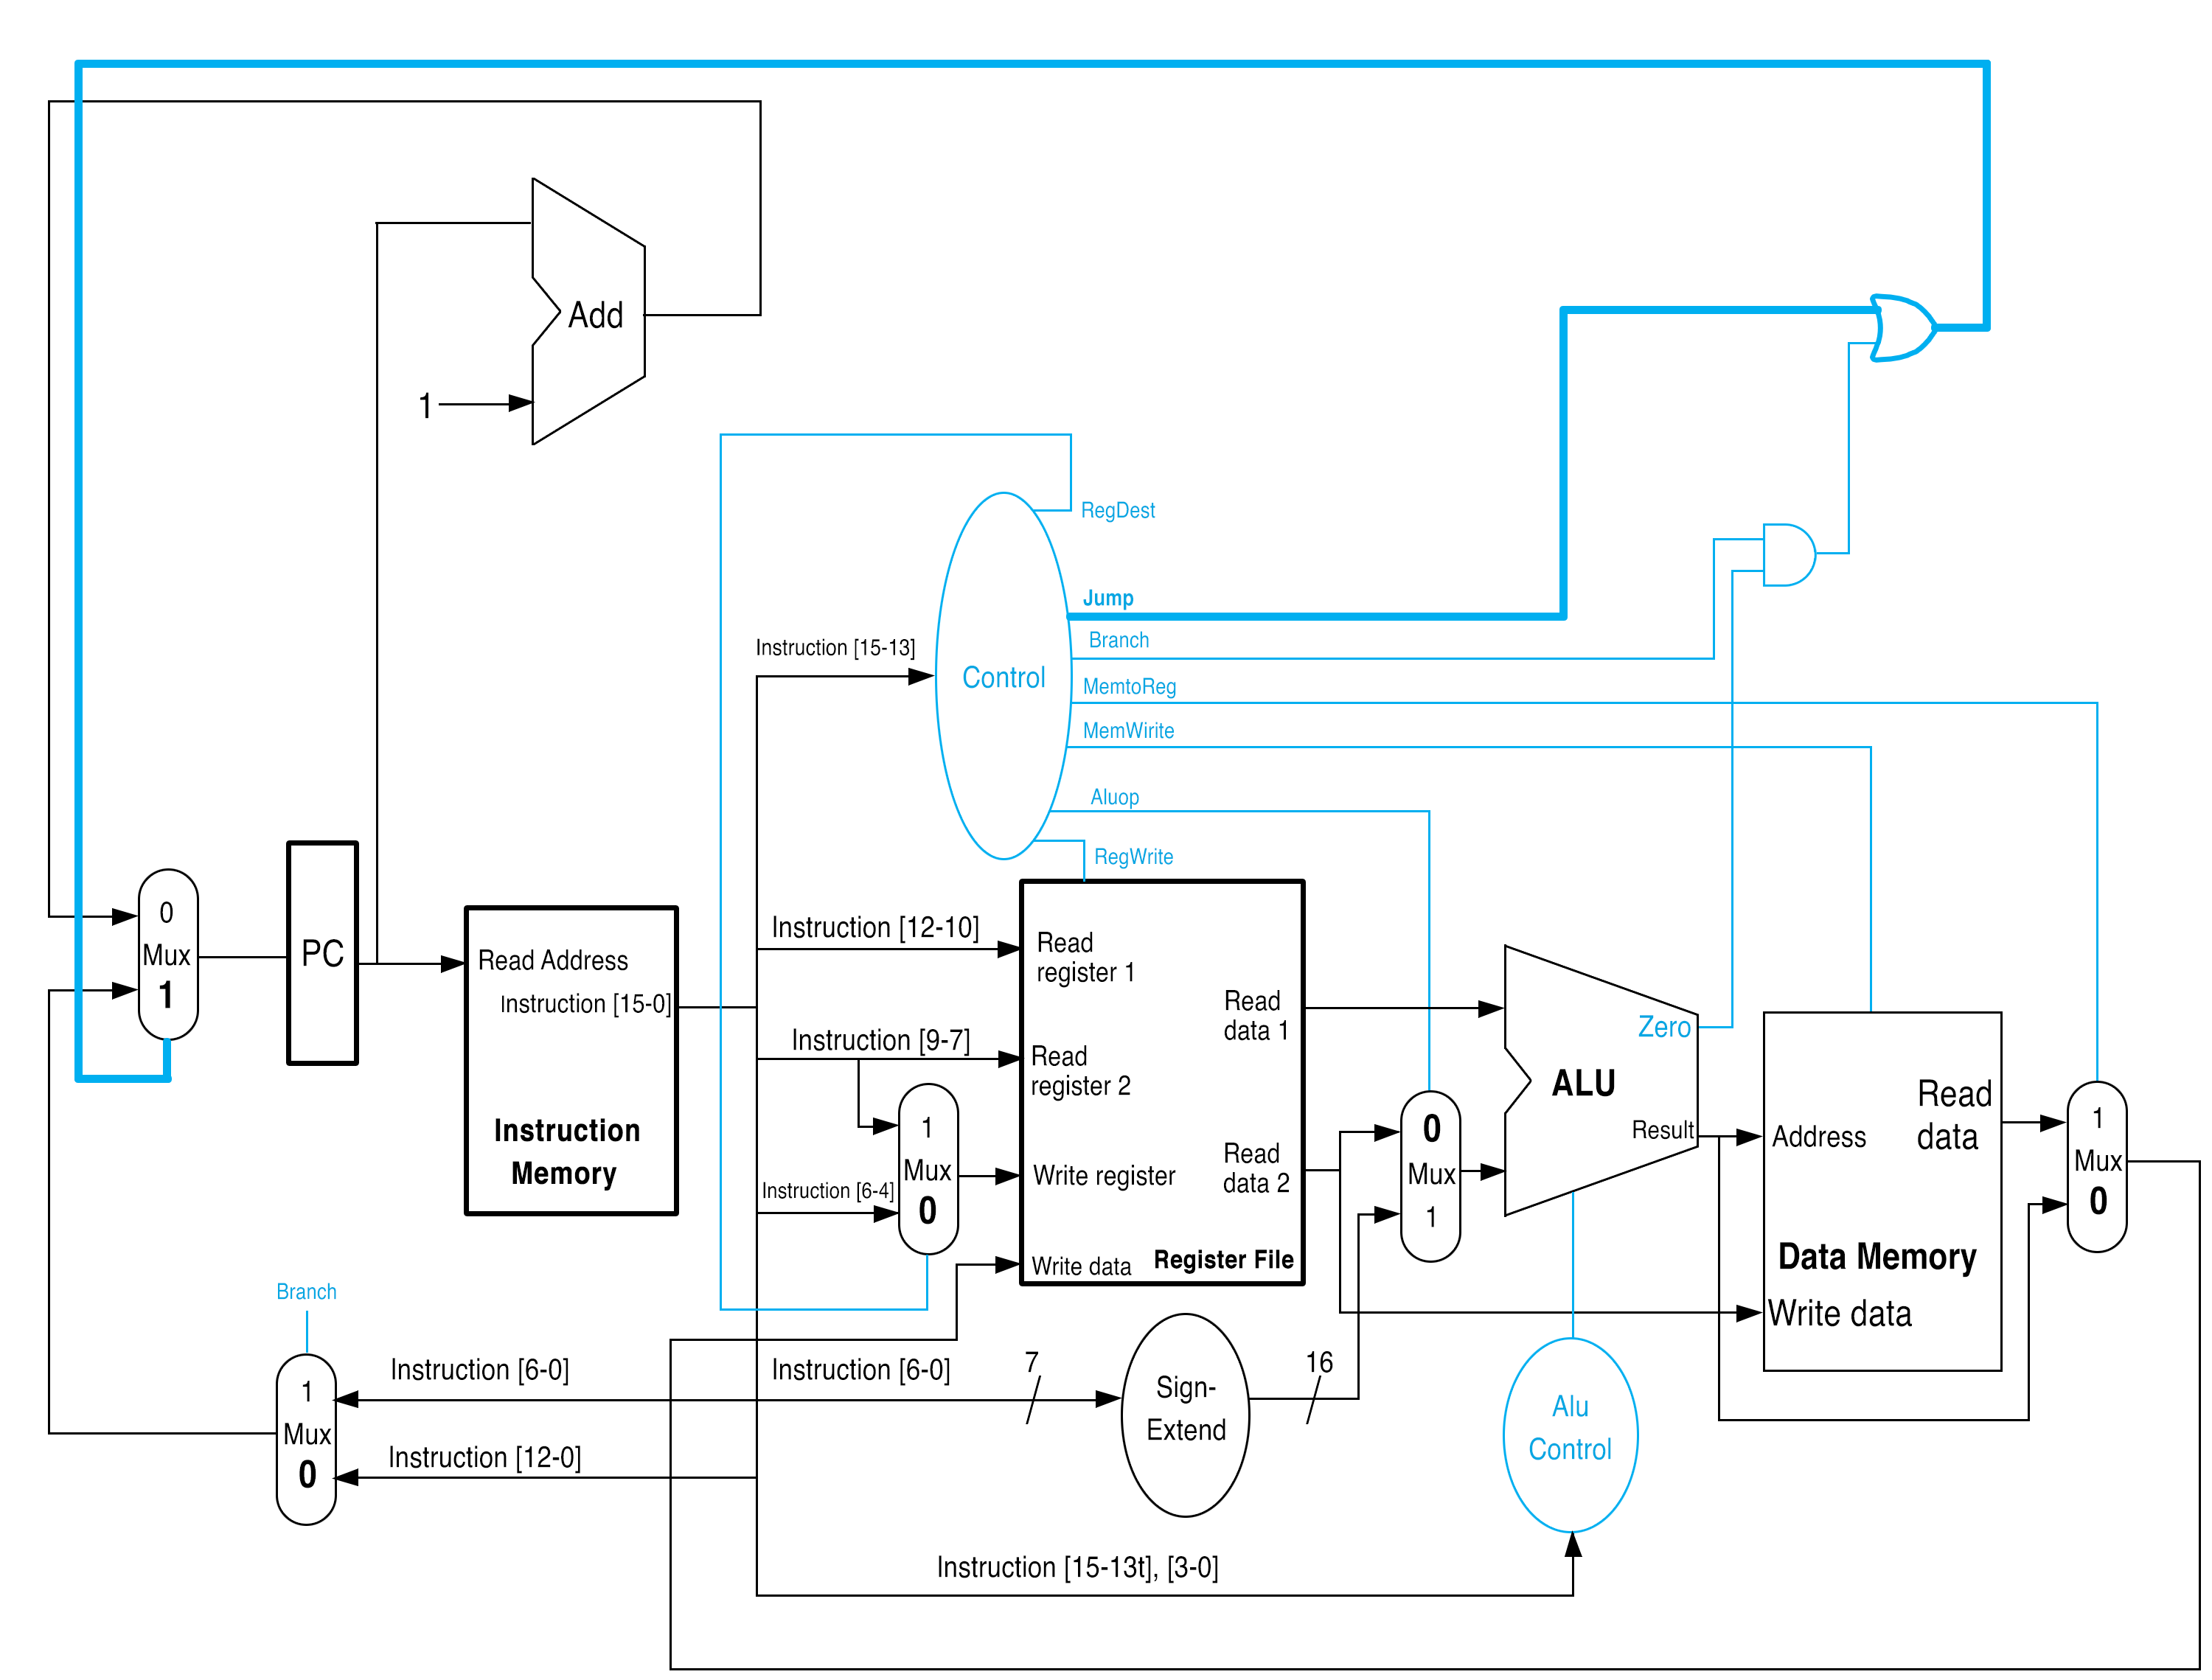 Add
1
RegDest
Jump
Branch
Instruction [15-13]
Control
MemtoReg
MemWirite
Aluop
RegWrite
0
Mux
1
PC
Read Address
Instruction [15-0]
Instruction
Memory
Instruction [12-10]
Read
register 1
Instruction [9-7]
Read
register 2
1
Mux
0
Instruction [6-4]
Write register
Write data
Register File
Read
data 1
Read
data 2
0
Mux
1
Zero
ALU
Result
Address
Read
data
Data Memory
Write data
1
Mux
0
Branch
1
Mux
0
Instruction [6-0]
Instruction [6-0]
7
Sign-
Extend
16
Alu
Control
Instruction [12-0]
Instruction [15-13t], [3-0]